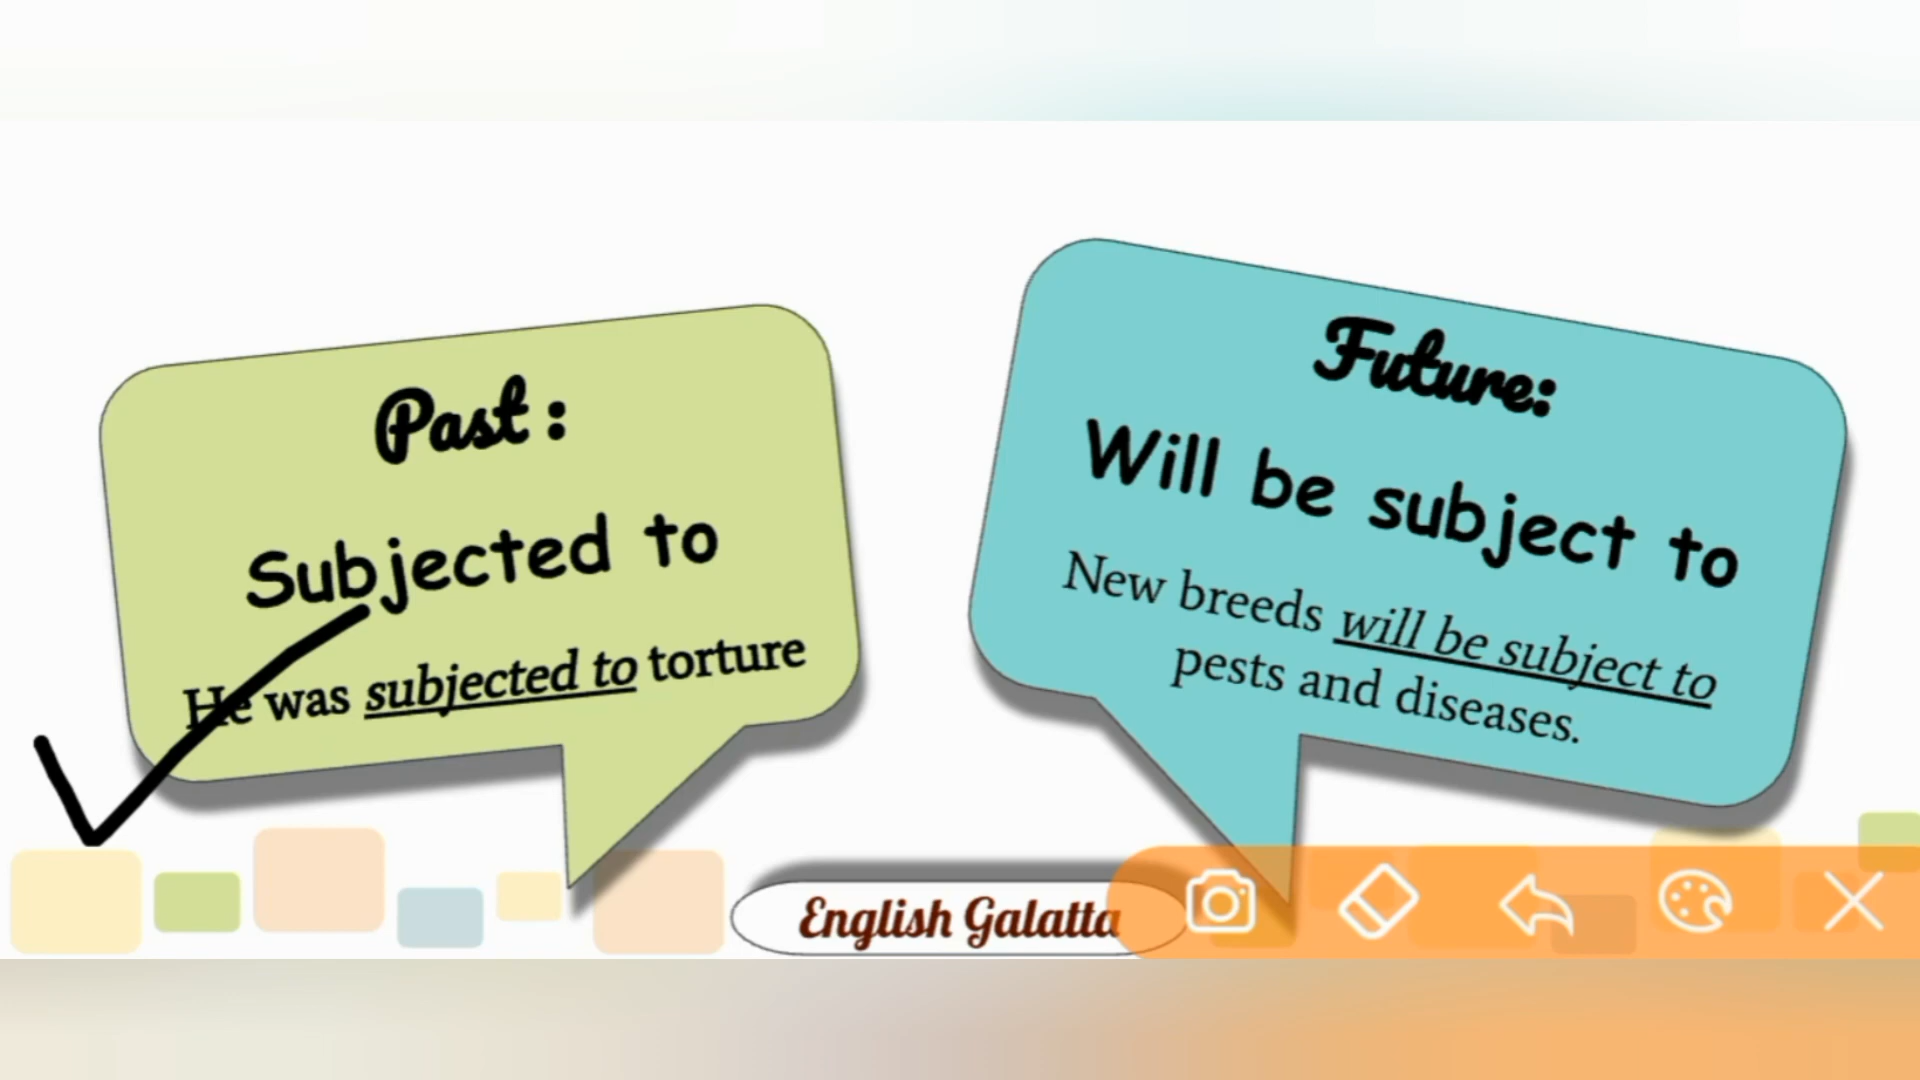 Past :
Subjected to
He was subjected to torture
Future:
Will be subject to
New breeds will be subject to
pests and diseases.
English Galatta